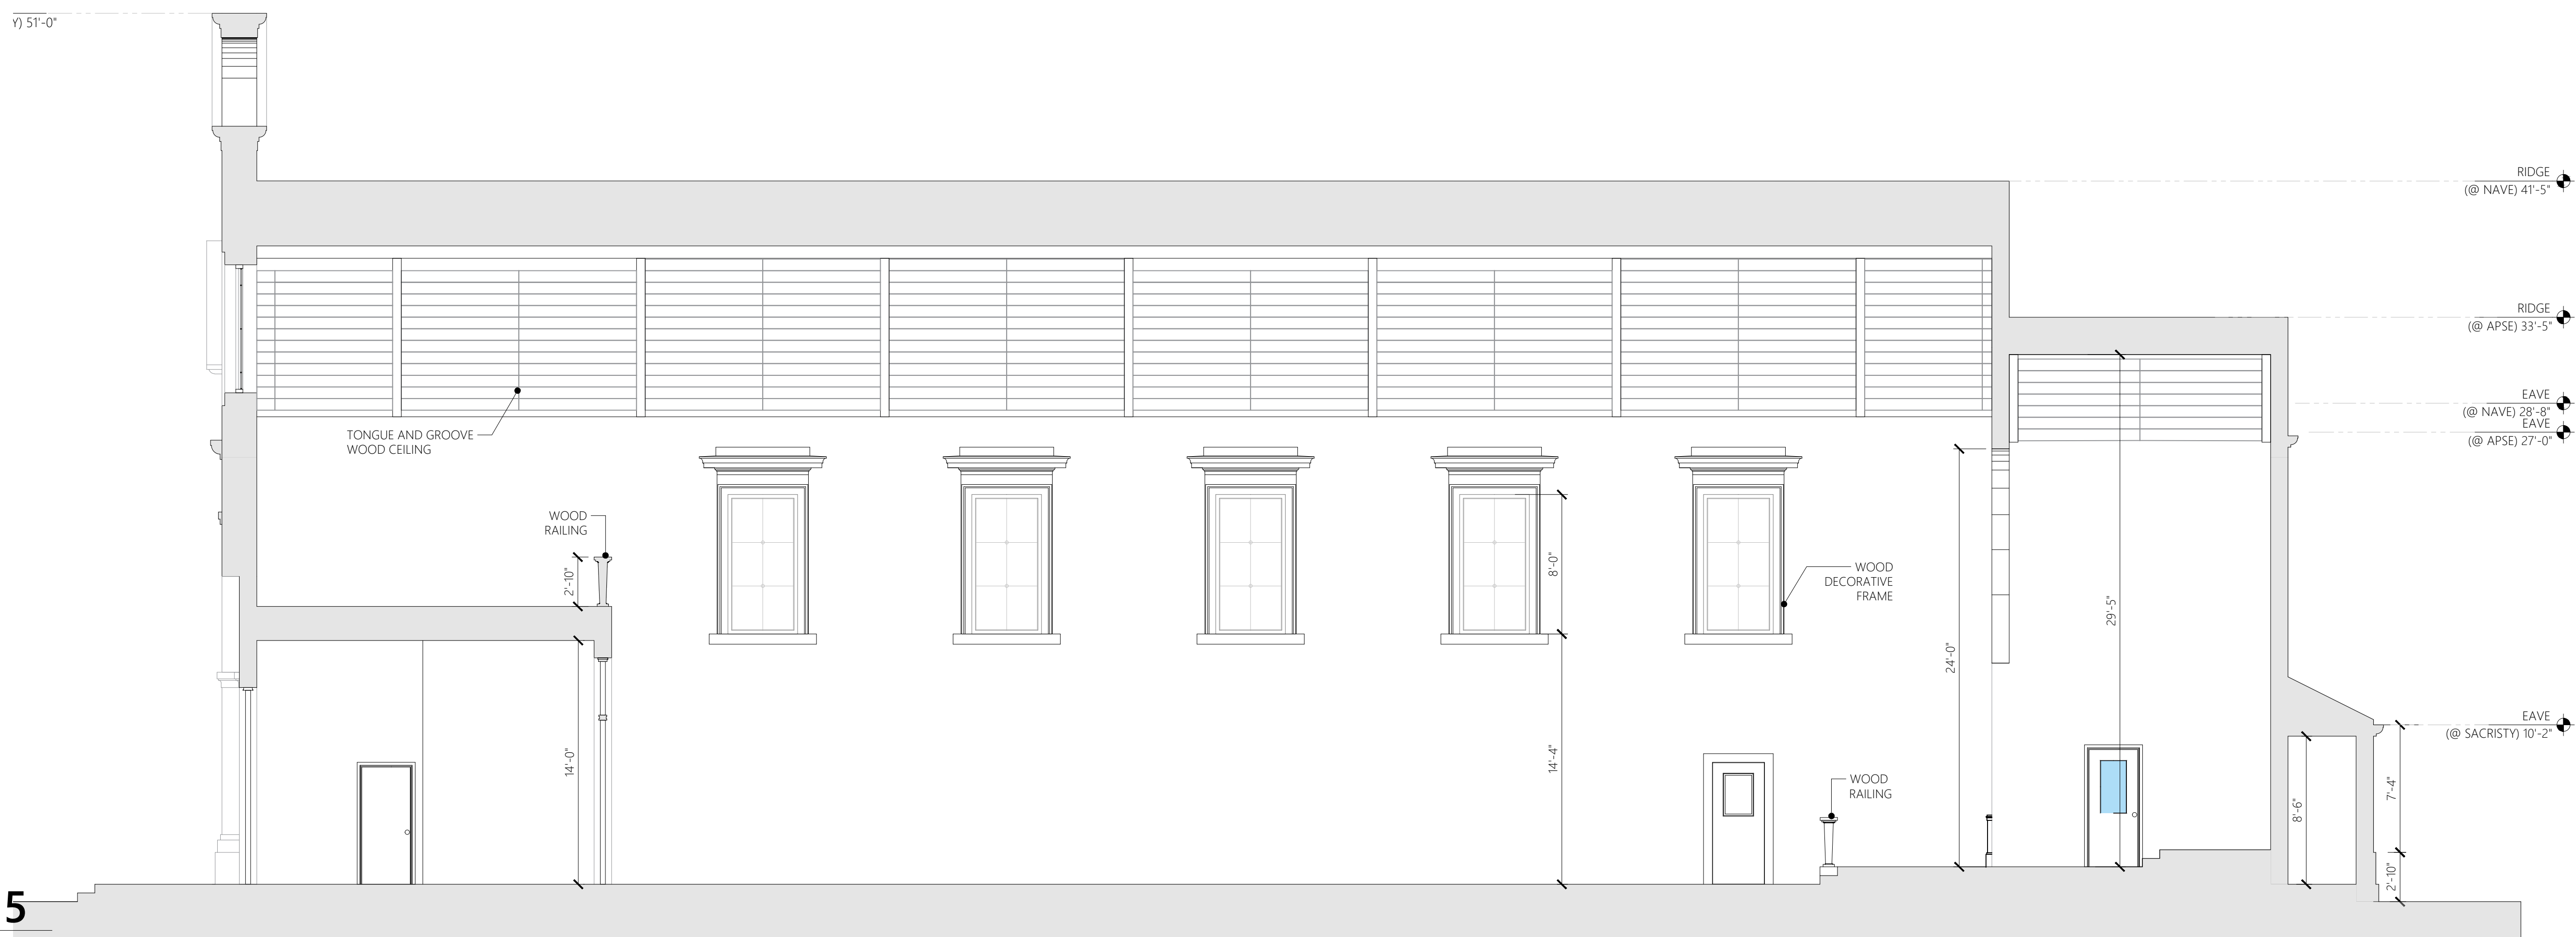 Y) 51'-0"
RIDGE
(@ NAVE) 41'-5"
RIDGE
(@ APSE) 33'-5"
EAVE
(@ NAVE) 28'-8"
EAVE
(@ APSE) 27'-0"
TONGUE AND GROOVE
WOOD CEILING
WOOD
RAILING
2'-10"
8'-0"
WOOD
DECORATIVE
FRAME
29'-5"
24'-0"
14'-0"
14'-4"
WOOD
RAILING
EAVE
(@ SACRISTY) 10'-2"
7'-4"
8'-6"
2'-10"
5